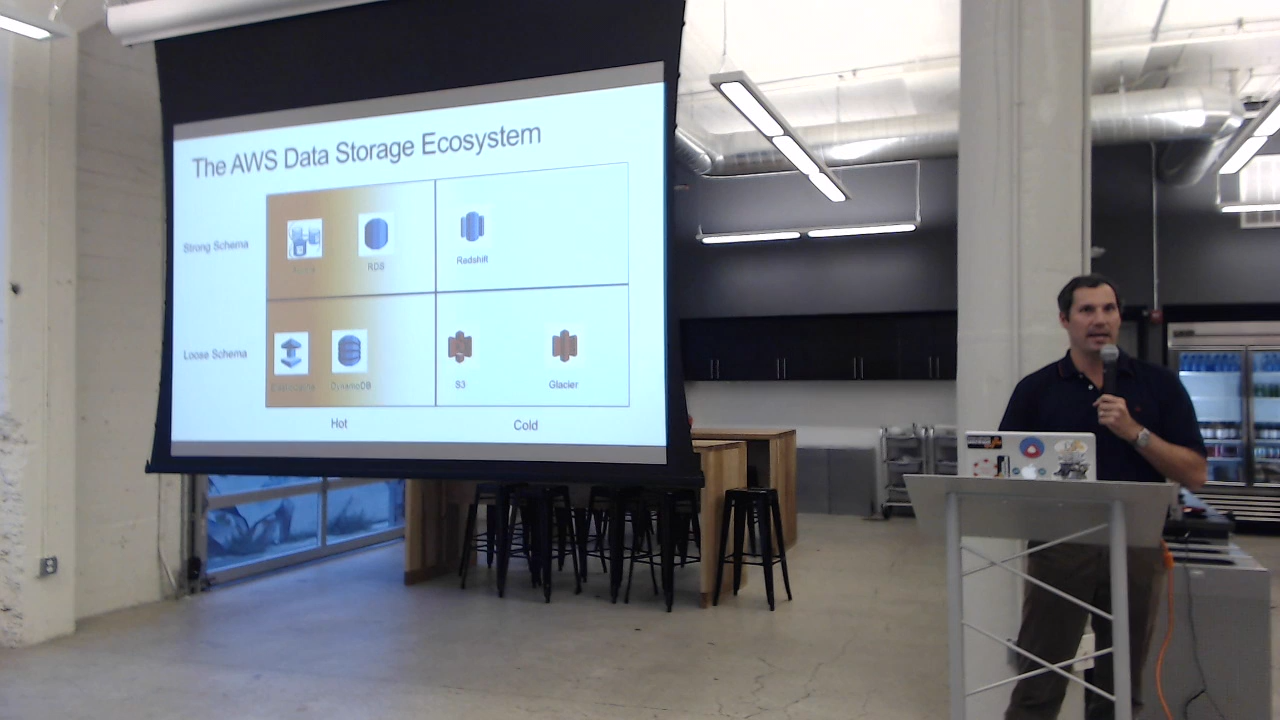 The AWS Data Storage Ecosystem
Strong Schema
RDS
Redshift
Loose Schema
DynamoDB
S3
Glacier
Hot
Cold